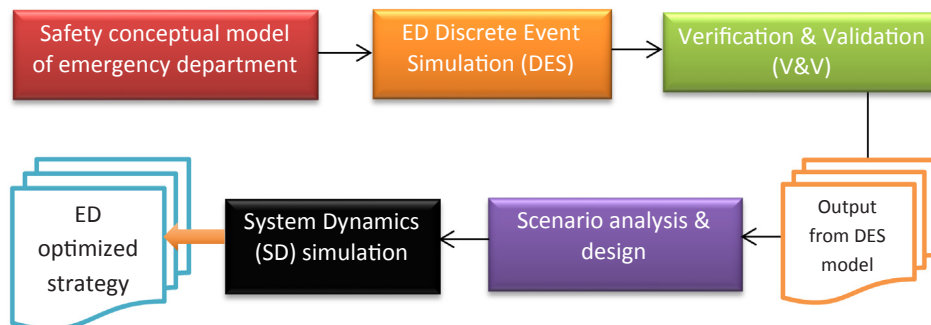 Safety conceptual model
of emergency department
ED Discrete Event
Simulation (DES)
Verification & Validation
(V&V)
Output
from DES
model
Scenario analysis &
design
System Dynamics
(SD) simulation
ED
optimized
strategy